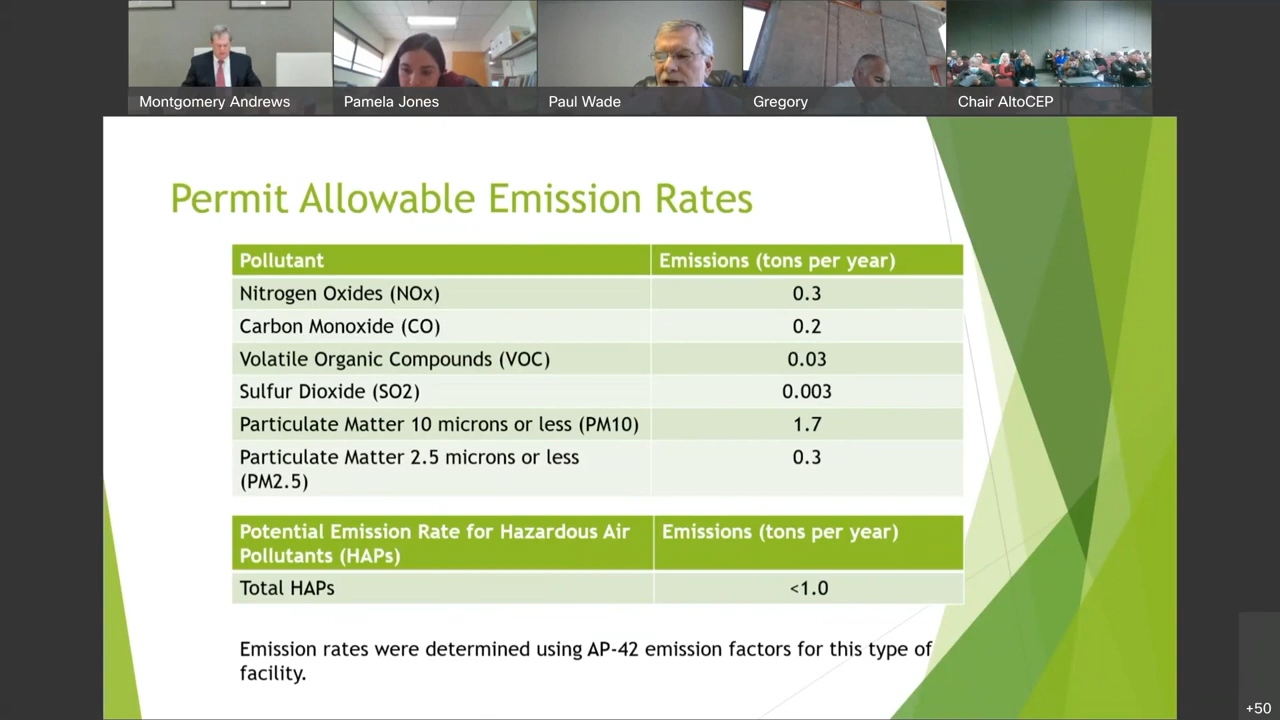 Montgomery Andrews
Pamela Jones
Paul Wade
Gregory
Chair AltoCEP
Permit Allowable Emission Rates
Pollutant Emissions (tons per year)
Nitrogen Oxides (NOx) 0.3
Carbon Monoxide (CO) 0.2
Volatile Organic Compounds (VOC) 0.03
Sulfur Dioxide (SO2) 0.003
Particulate Matter 10 microns or less (PM10) 1.7
Particulate Matter 2.5 microns or less 0.3
(PM2.5)
Potential Emission Rate for Hazardous Air Emissions (tons per year)
Pollutants (HAPs)
Total HAPs <1.0
Emission rates were determined using AP-42 emission factors for this type of
facility.
+50